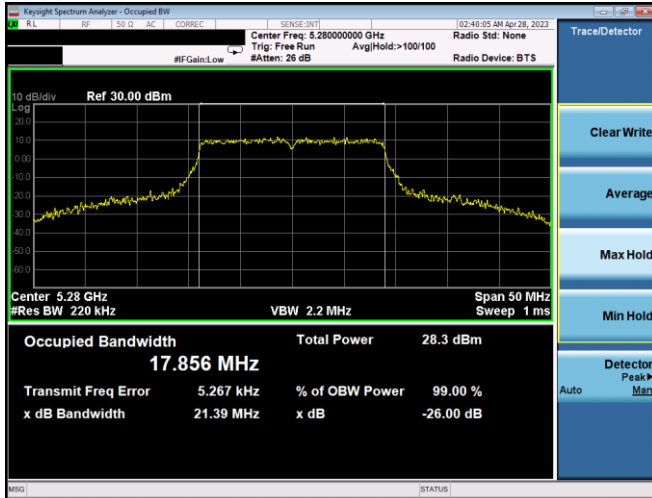 Keysight Spectrum Analyzer - Occupied BW
RL RF 50 Ω AC CORREC SENSE:INT 02:40:05 AM Apr 28, 2023
Center Freq: 5.280000000 GHz Radio Std: None
Trig: Free Run Avg|Hold:>100/100
#IFGain:Low #Atten: 26 dB Radio Device: BTS
Trace/Detector
10 dB/div Ref 30.00 dBm
Log
20.0
10.0
0.00
-10.0
-20.0
-30.0
-40.0
-50.0
-60.0
Center 5.28 GHz Span 50 MHz
#Res BW 220 kHz VBW 2.2 MHz Sweep 1 ms
Occupied Bandwidth Total Power 28.3 dBm
17.856 MHz
Transmit Freq Error 5.267 kHz % of OBW Power 99.00 %
x dB Bandwidth 21.39 MHz x dB -26.00 dB
Clear Write
Average
Max Hold
Min Hold
Detector
Peak▶
Auto Man
MSG STATUS